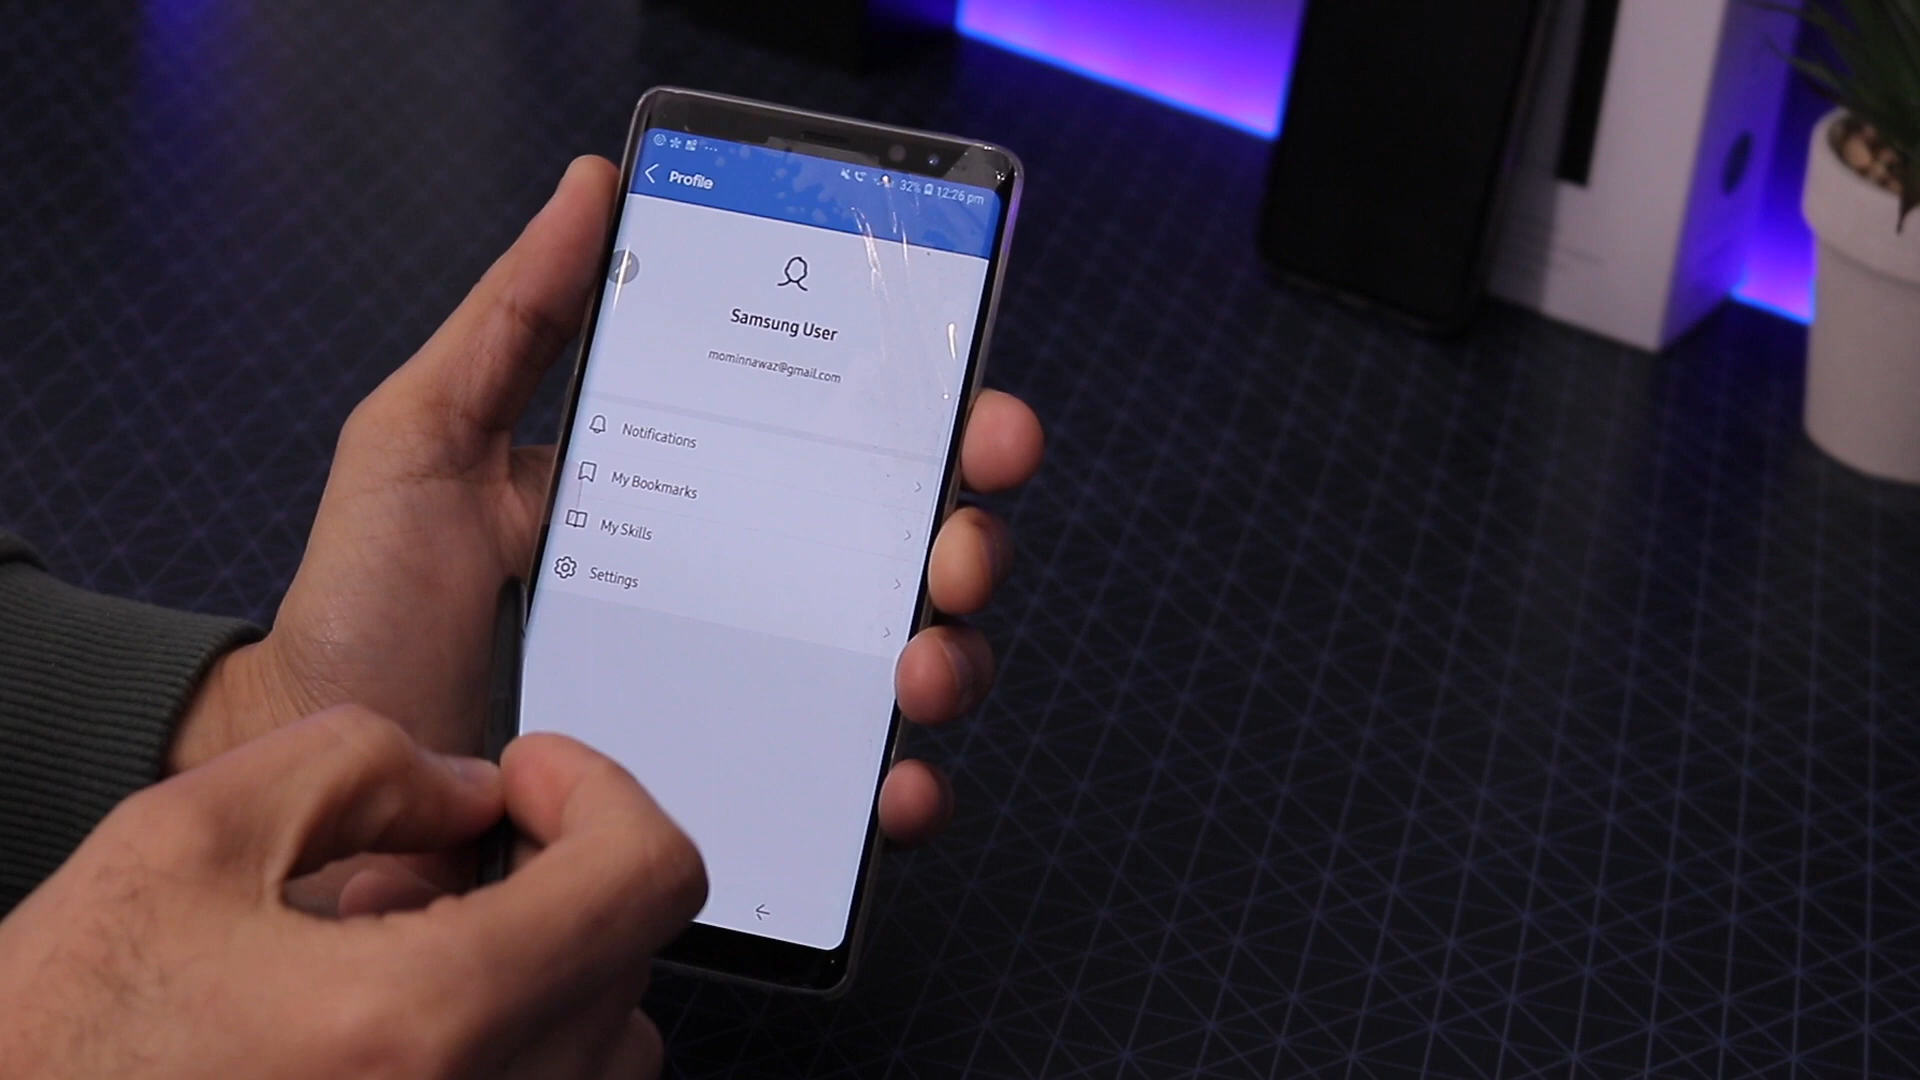 Profile
32% 12:26 pm
Samsung User
mominnawaz@gmail.com
Notifications
My Bookmarks
My Skills
Settings